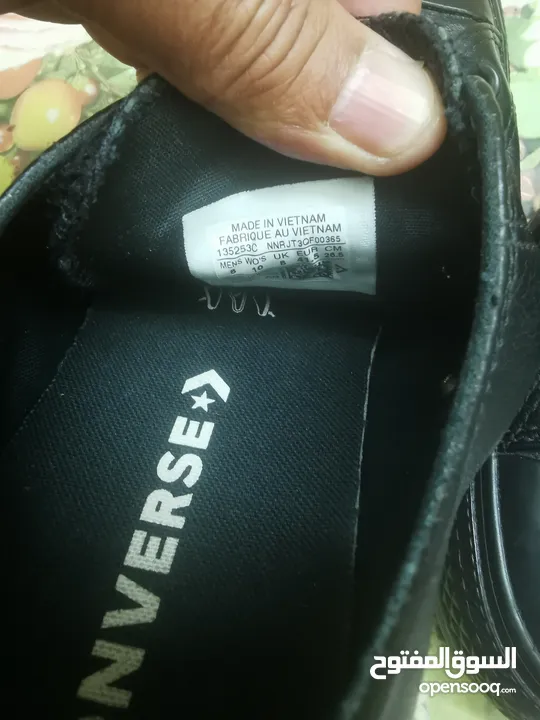 MADE IN VIETNAM
FABRIQUE AU VIETNAM
135253C NNRJT3OF00365
MENS WO'S UK EUR CM
8 10 8 41.5 26.5
CONVERSE
السوق المفتوح
opensooq.com